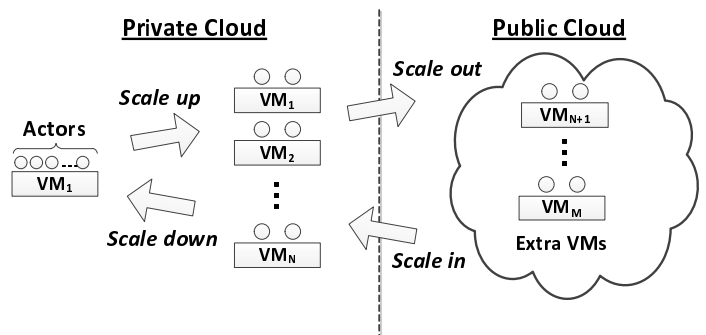 Private Cloud
Public Cloud
Scale up
Scale out
Actors
VM1
VM1
VM2
VMN
VMN+1
VMM
Scale down
Scale in
Extra VMs